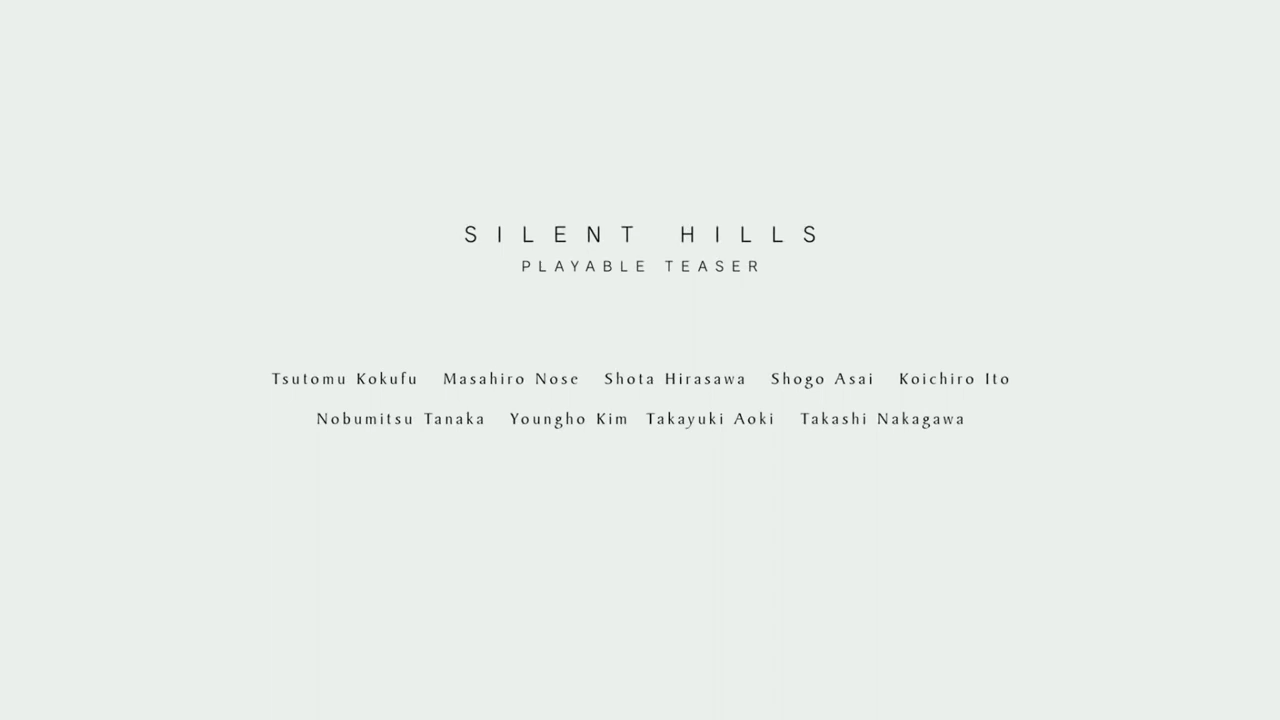 SILENT HILLS
PLAYABLE TEASER
Tsutomu Kokufu Masahiro Nose Shota Hirasawa Shogo Asai Koichiro Ito
Nobumitsu Tanaka Youngho Kim Takayuki Aoki Takashi Nakagawa